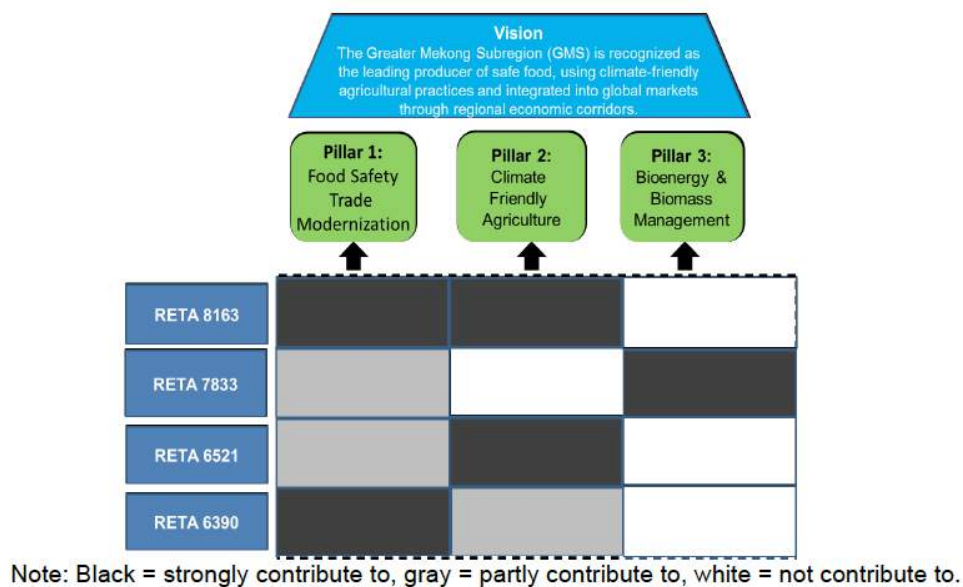 Vision
The Greater Mekong Subregion (GMS) is recognized as
the leading producer of safe food, using climate-friendly
agricultural practices and integrated into global markets
through regional economic corridors.
Pillar 1:
Food Safety
Trade
Modernization
Pillar 2:
Climate
Friendly
Agriculture
Pillar 3:
Bioenergy &
Biomass
Management
RETA 8163
RETA 7833
RETA 6521
RETA 6390
Note: Black = strongly contribute to, gray = partly contribute to, white = not contribute to.